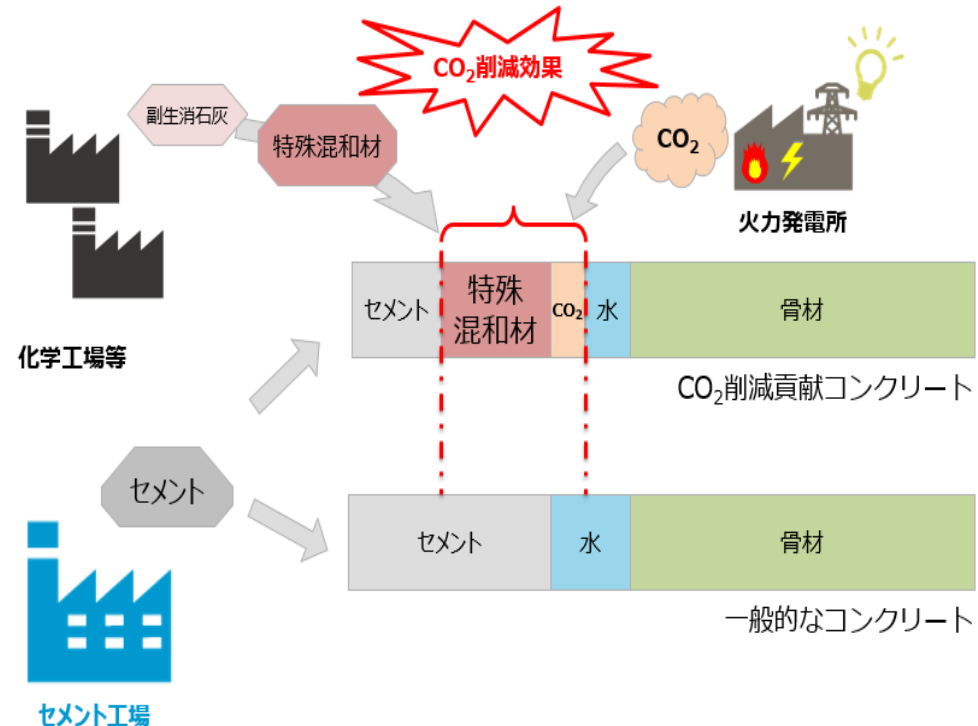 CO₂削減効果
副生消石灰
特殊混和材
CO₂
火力発電所
化学工場等
セメント
特殊
混和材
CO₂
水
骨材
CO₂削減貢献コンクリート
セメント
セメント
水
骨材
一般的なコンクリート
セメント工場